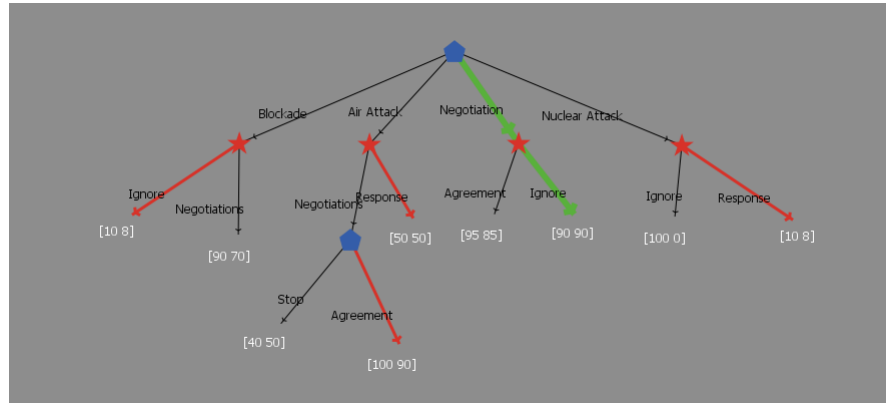 Blockade
Air Attack
Negotiation
Nuclear Attack
Ignore
Negotiations
Negotiations
Response
Agreement
Ignore
Ignore
Response
[10 8]
[90 70]
[50 50]
[95 85]
[90 90]
[100 0]
[10 8]
Stop
Agreement
[40 50]
[100 90]